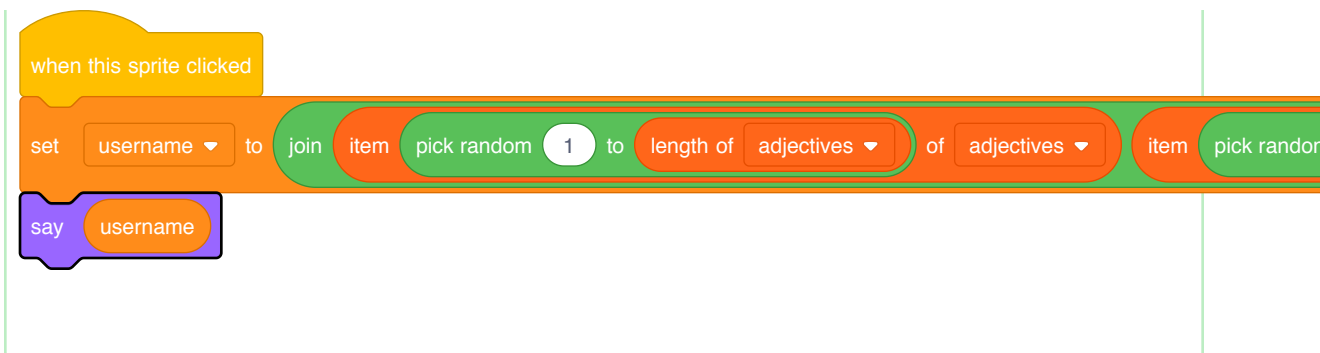 when this sprite clicked
set username to join item pick random 1 to length of adjectives of adjectives item pick random
say username